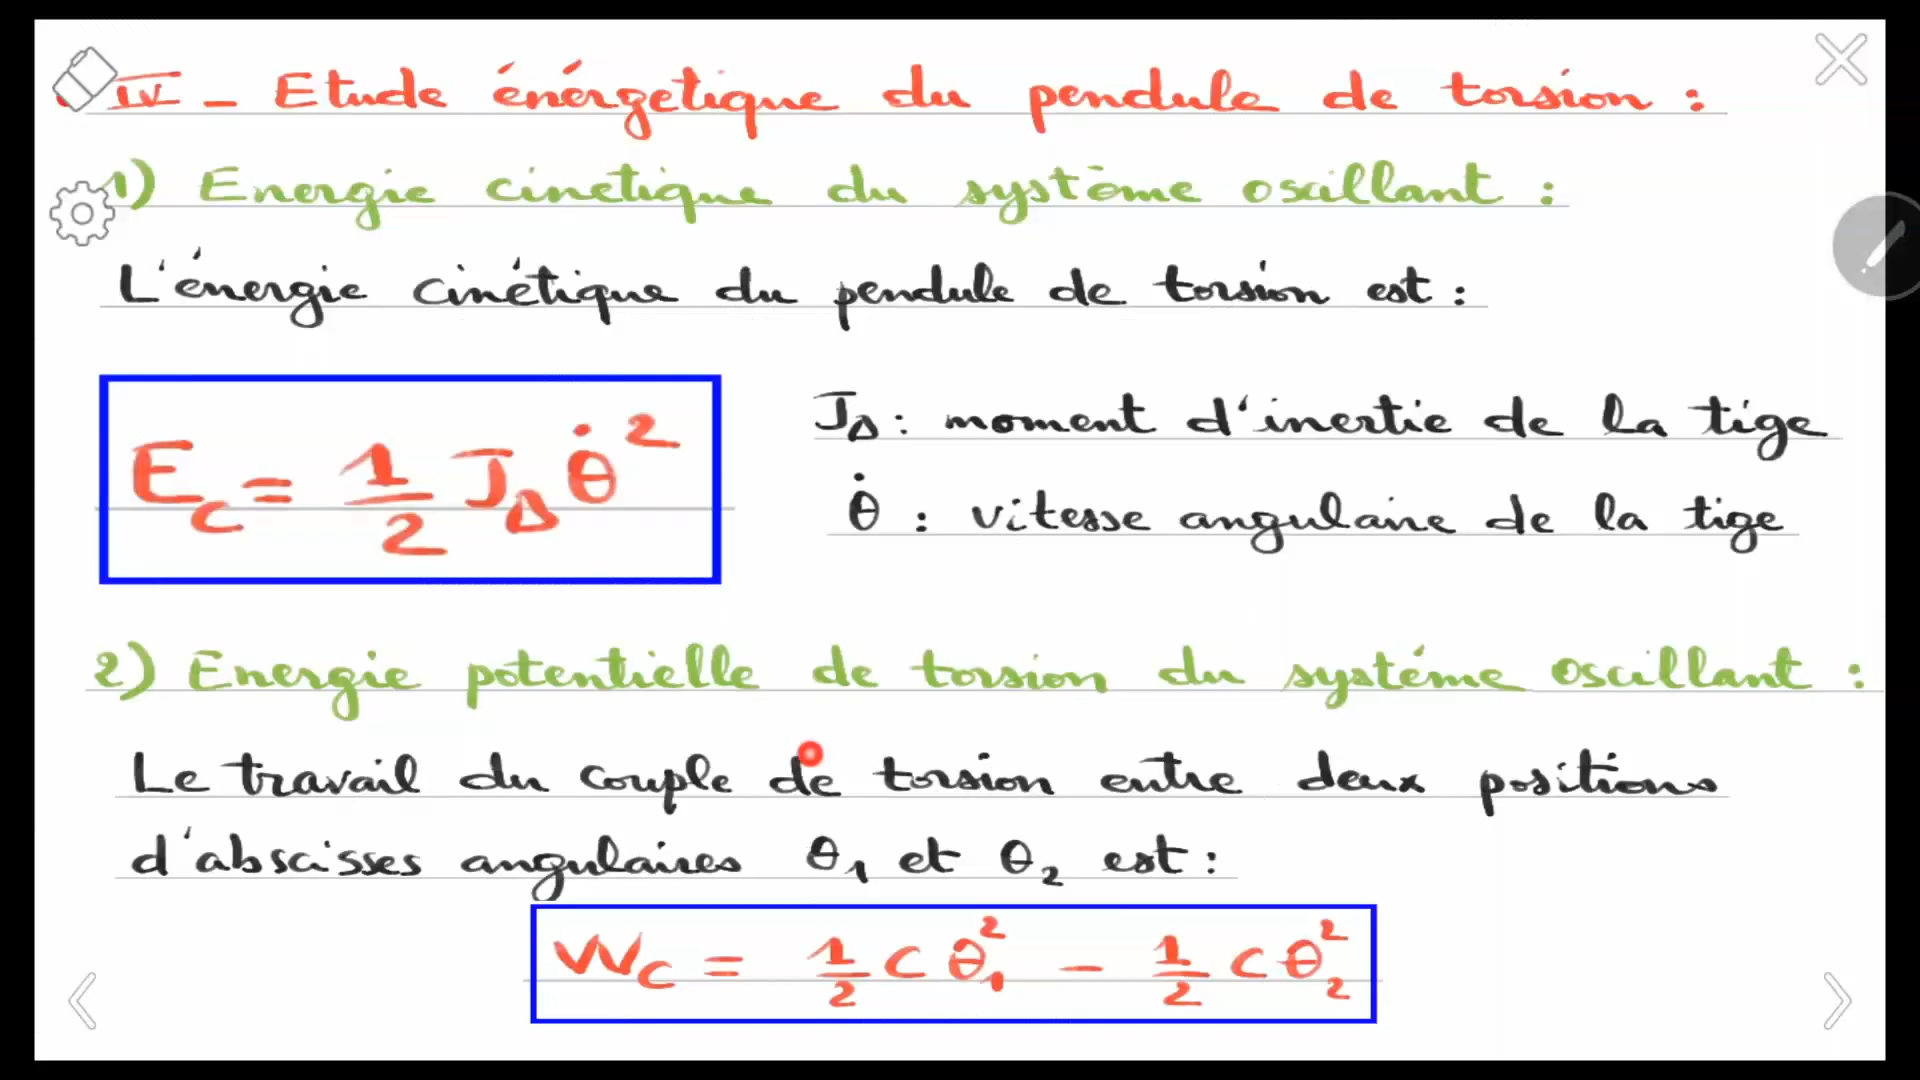 IV - Etude énérgetique du pendule de torsion :
1) Energie cinetique du système oscillant :
L'énergie cinétique du pendule de torsion est :
E_C = 1/2 J_Δ θ̇²
J_Δ : moment d'inertie de la tige
θ̇ : vitesse angulaire de la tige
2) Energie potentielle de torsion du systéme oscillant :
Le travail du couple de torsion entre deux positions
d'abscisses angulaires θ₁ et θ₂ est :
W_C = 1/2 C θ₁² - 1/2 C θ₂²